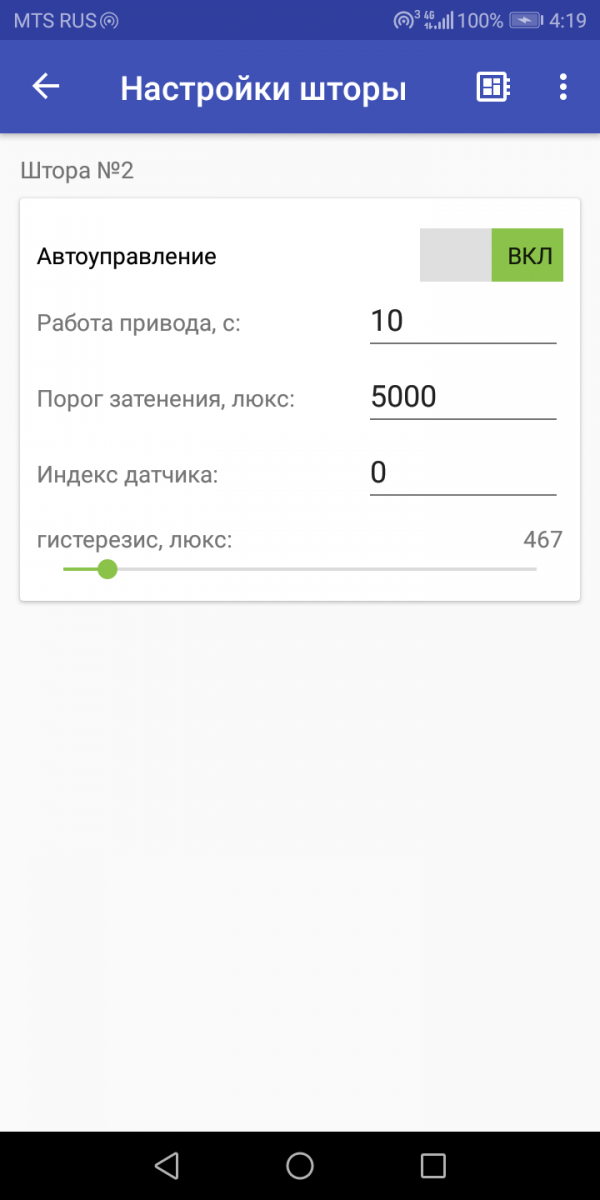 MTS RUS 3 4G 100% 4:19
Настройки шторы
Штора №2
Автоуправление ВКЛ
Работа привода, с: 10
Порог затенения, люкс: 5000
Индекс датчика: 0
гистерезис, люкс: 467